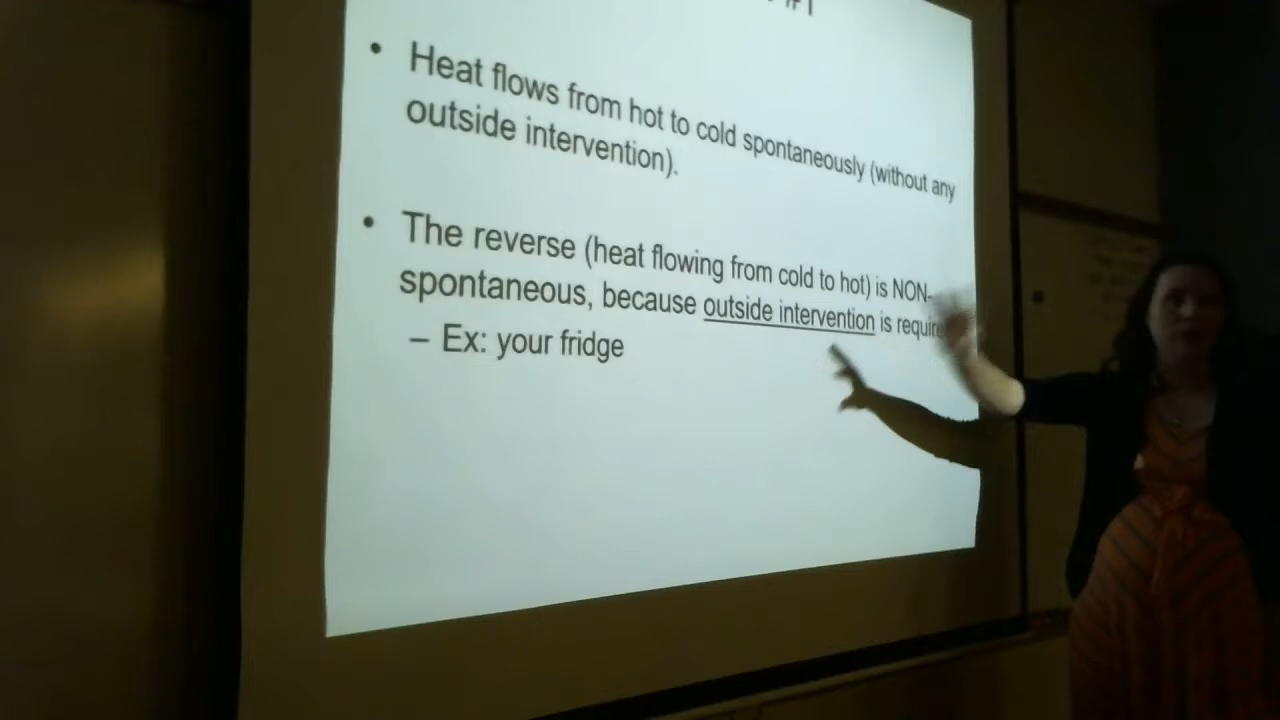 • Heat flows from hot to cold spontaneously (without any
outside intervention).
• The reverse (heat flowing from cold to hot) is NON-
spontaneous, because outside intervention is require
– Ex: your fridge